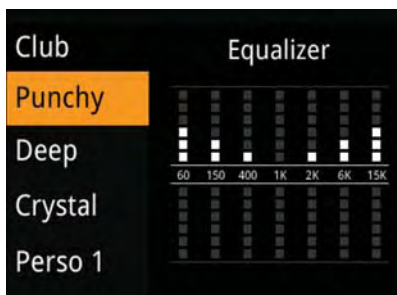 Club
Punchy
Deep
Crystal
Perso 1
Equalizer
60 150 400 1K 2K 6K 15K